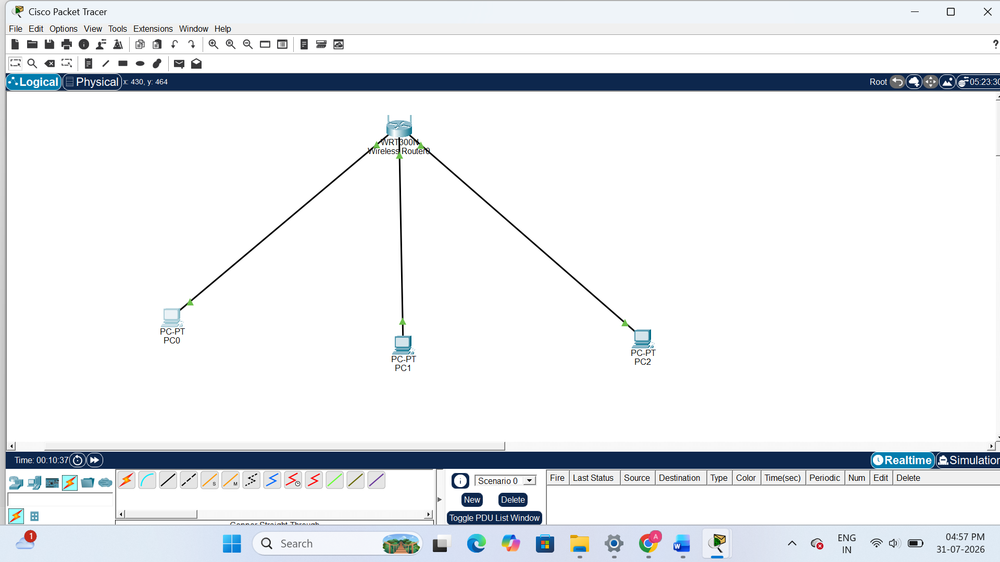 Cisco Packet Tracer
File Edit Options View Tools Extensions Window Help
?
Logical Physical x: 430, y: 464 Root 05:23:30
WRT300N
Wireless Router0
PC-PT
PC0
PC-PT
PC1
PC-PT
PC2
Time: 00:10:37 Realtime Simulation
S M
Scenario 0
New Delete
Toggle PDU List Window
Fire Last Status Source Destination Type Color Time(sec) Periodic Num Edit Delete
Copper Straight-Through
1
Search
A
W
ENG
IN
04:57 PM
31-07-2026